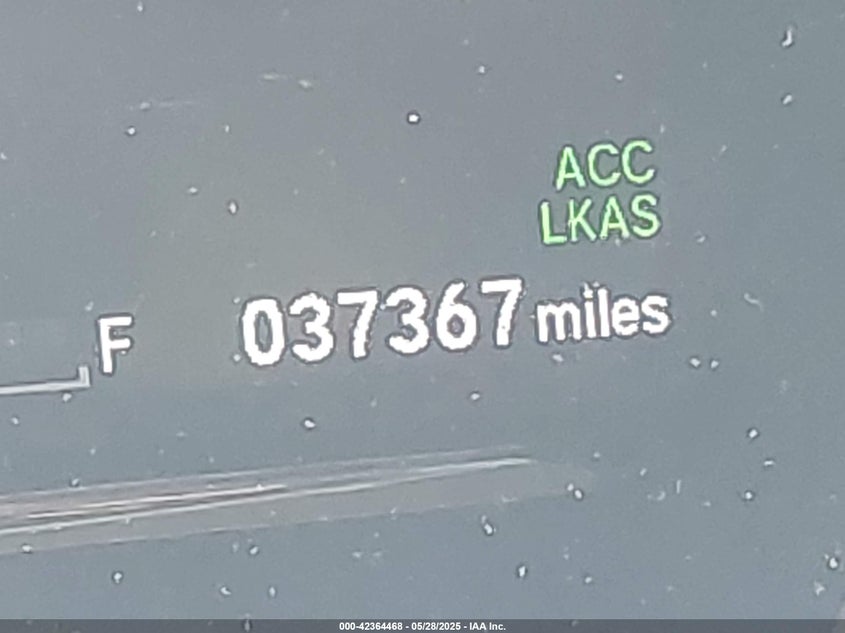 ACC
LKAS
F 037367 miles
000-42364468 - 05/28/2025 - IAA Inc.